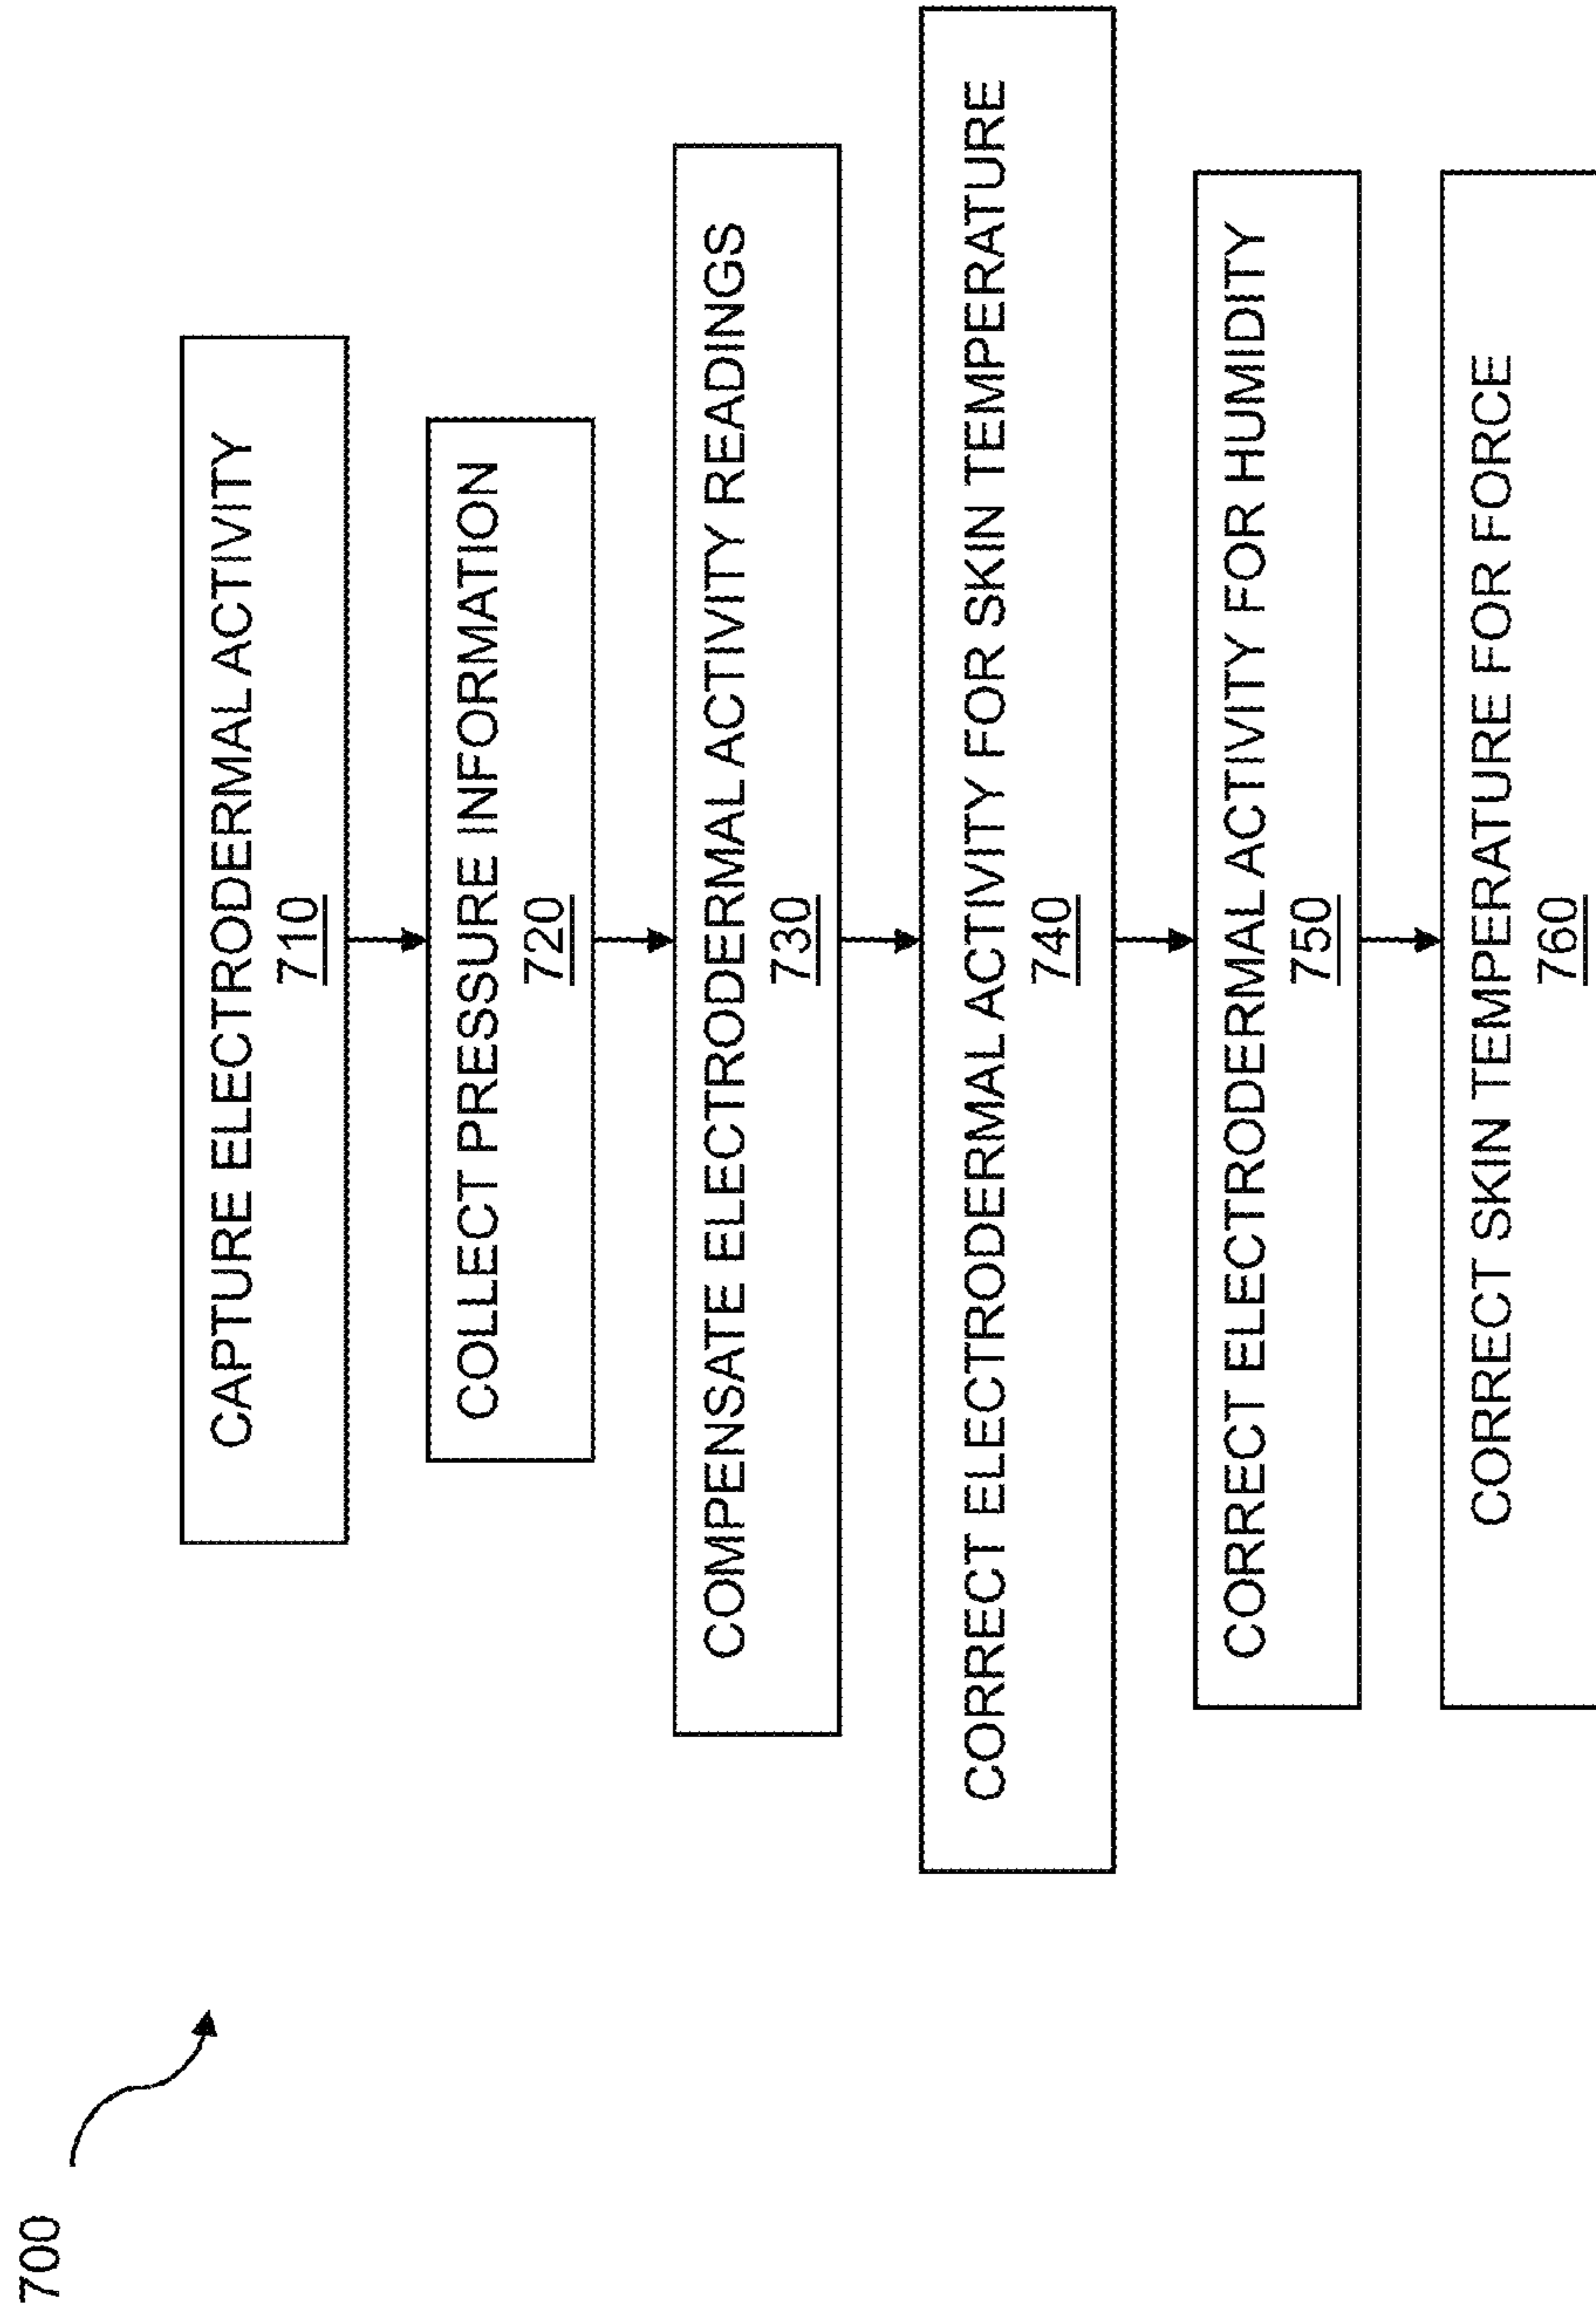 700
CAPTURE ELECTRODERMAL ACTIVITY
710
COLLECT PRESSURE INFORMATION
720
COMPENSATE ELECTRODERMAL ACTIVITY READINGS
730
CORRECT ELECTRODERMAL ACTIVITY FOR SKIN TEMPERATURE
740
CORRECT ELECTRODERMAL ACTIVITY FOR HUMIDITY
750
CORRECT SKIN TEMPERATURE FOR FORCE
760